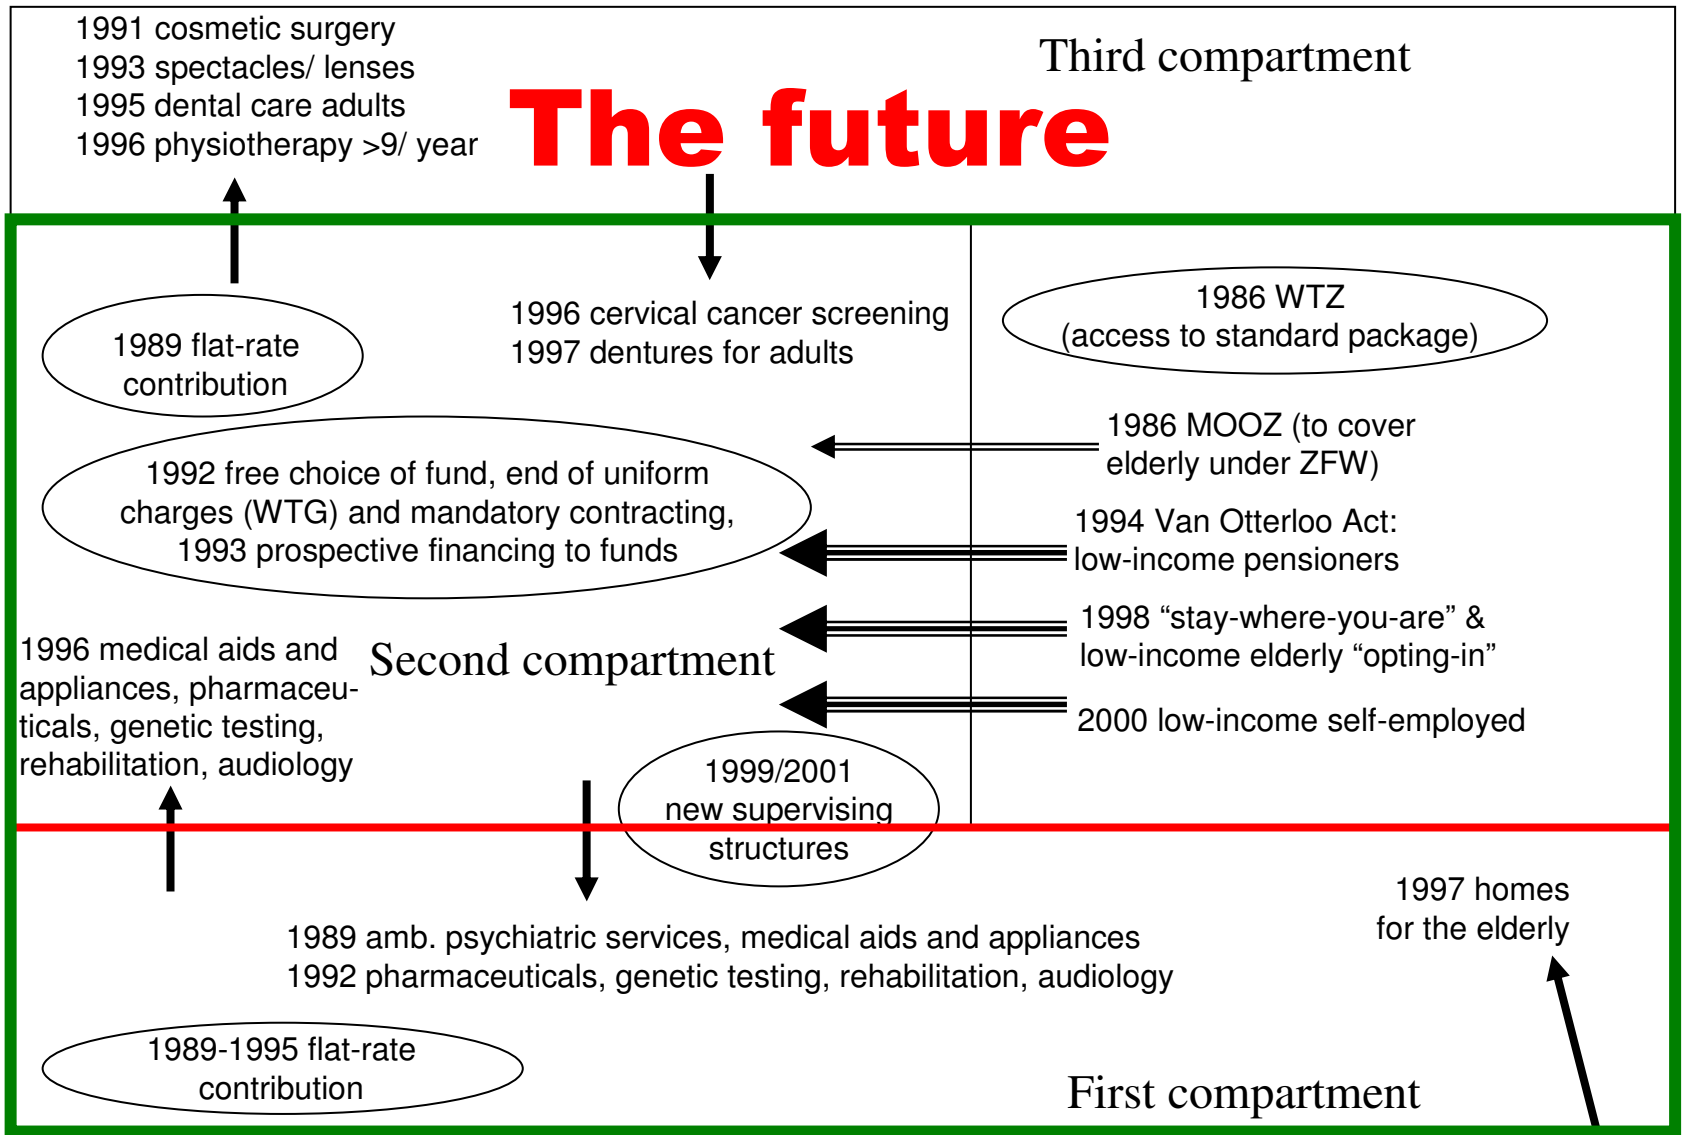 1991 cosmetic surgery
1993 spectacles/ lenses
1995 dental care adults
1996 physiotherapy >9/ year
The future
Third compartment
1989 flat-rate
contribution
1996 cervical cancer screening
1997 dentures for adults
1986 WTZ
(access to standard package)
1992 free choice of fund, end of uniform
charges (WTG) and mandatory contracting,
1993 prospective financing to funds
1986 MOOZ (to cover
elderly under ZFW)
1994 Van Otterloo Act:
low-income pensioners
1998 “stay-where-you-are” &
low-income elderly “opting-in”
2000 low-income self-employed
1996 medical aids and
appliances, pharmaceu-
ticals, genetic testing,
rehabilitation, audiology
Second compartment
1999/2001
new supervising
structures
1989 amb. psychiatric services, medical aids and appliances
1992 pharmaceuticals, genetic testing, rehabilitation, audiology
1997 homes
for the elderly
1989-1995 flat-rate
contribution
First compartment